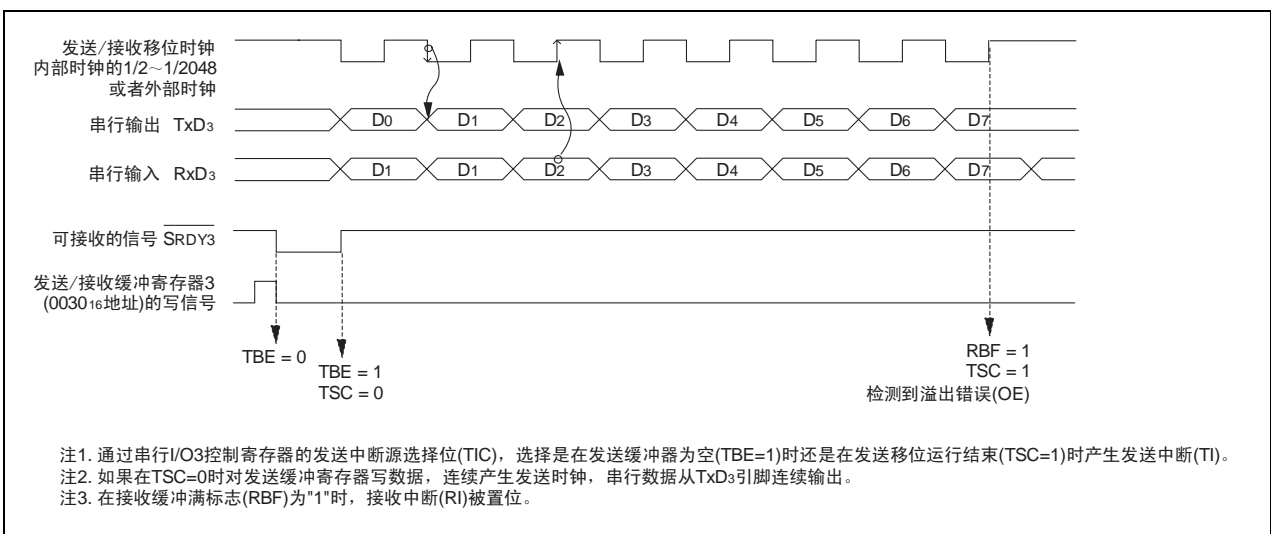 发送/接收移位时钟
内部时钟的1/2～1/2048
或者外部时钟
串行输出 TxD3
D0 D1 D2 D3 D4 D5 D6 D7
串行输入 RxD3
D1 D1 D2 D3 D4 D5 D6 D7
可接收的信号 SRDY3
发送/接收缓冲寄存器3
(003016地址)的写信号
TBE = 0
TBE = 1
TSC = 0
RBF = 1
TSC = 1
检测到溢出错误(OE)
注1. 通过串行I/O3控制寄存器的发送中断源选择位(TIC)，选择是在发送缓冲器为空(TBE=1)时还是在发送移位运行结束(TSC=1)时产生发送中断(TI)。
注2. 如果在TSC=0时对发送缓冲寄存器写数据，连续产生发送时钟，串行数据从TxD3引脚连续输出。
注3. 在接收缓冲满标志(RBF)为"1"时，接收中断(RI)被置位。